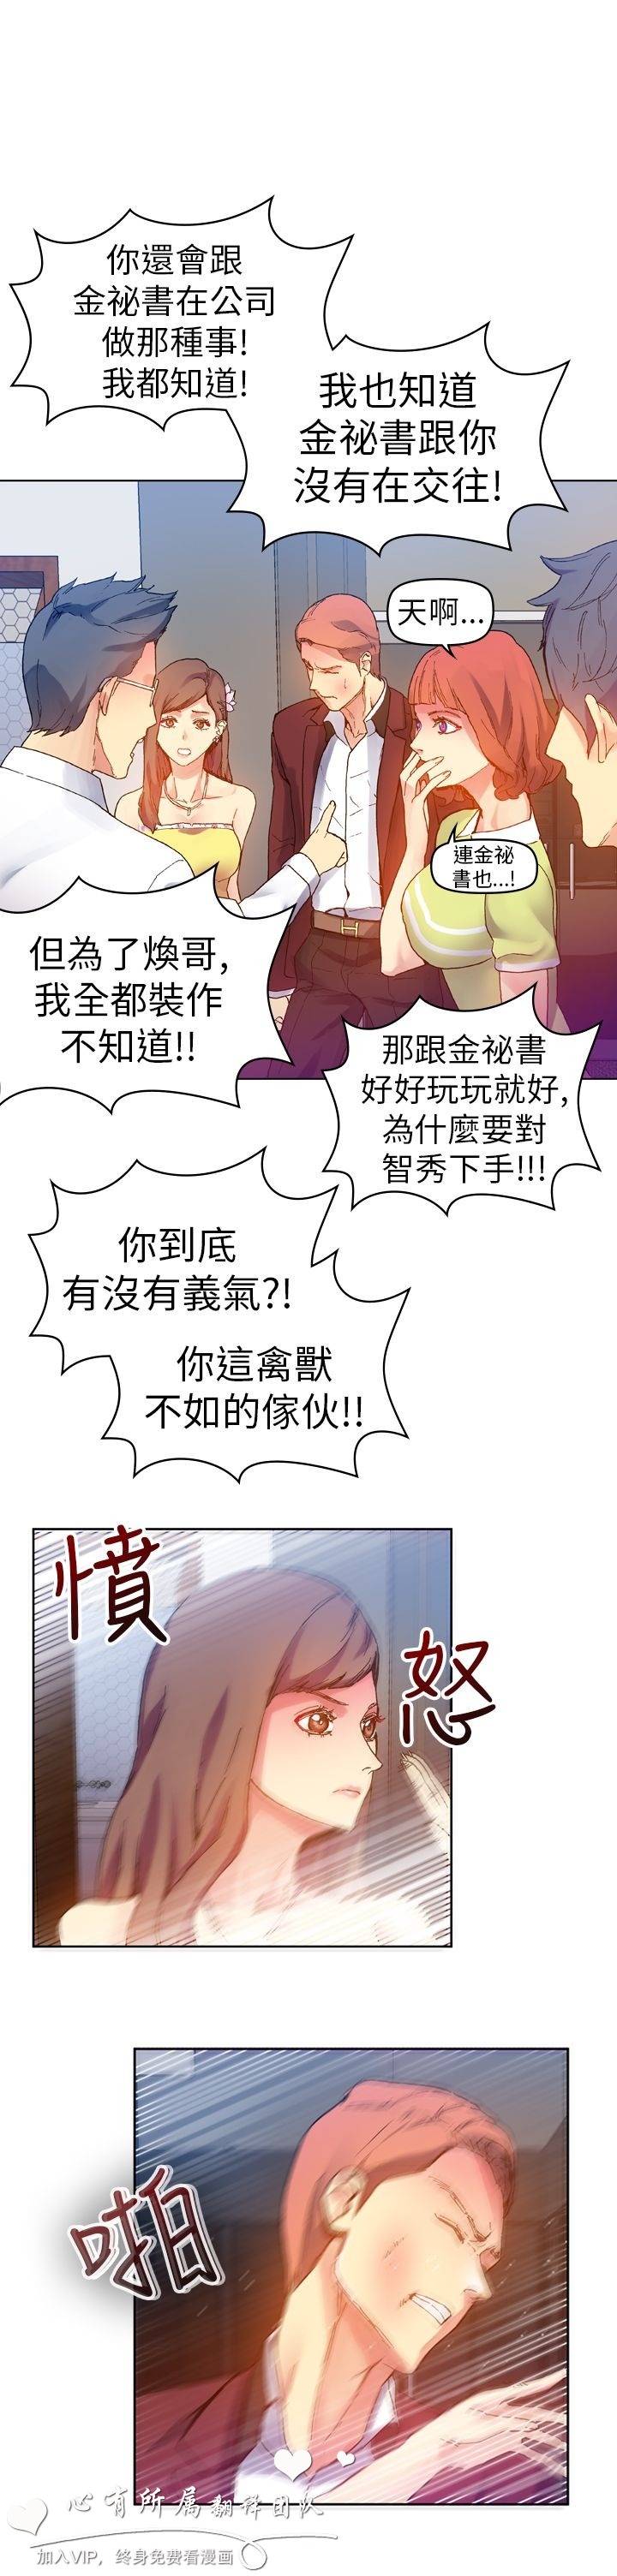 你還會跟
金祕書在公司
做那種事!
我都知道!
我也知道
金祕書跟你
沒有在交往!
天啊...
連金祕
書也...!
但為了煥哥,
我全都裝作
不知道!!
那跟金祕書
好好玩玩就好,
為什麼要對
智秀下手!!!
你到底
有沒有義氣?!
你這禽獸
不如的傢伙!!
憤
怒
啪
心有所属翻译团队
加入VIP，终身免费看漫画